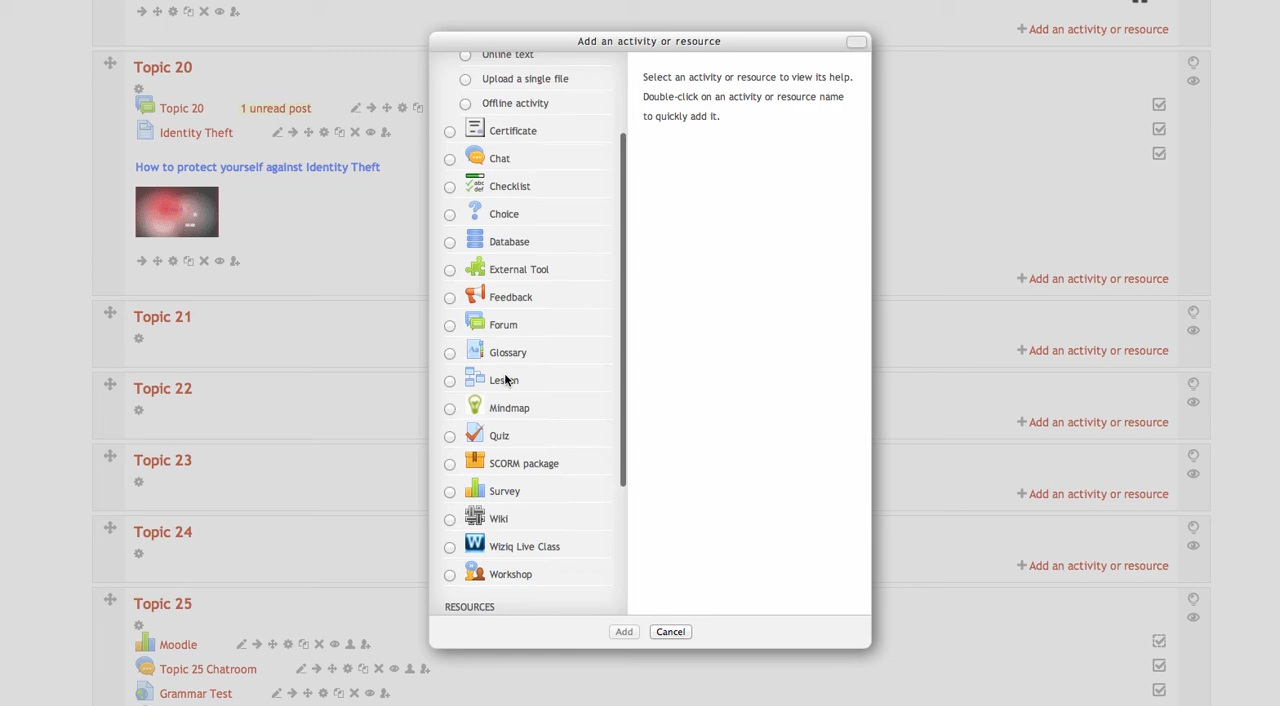 Add an activity or resource
Add an activity or resource
Topic 20
Topic 20 1 unread post
Identity Theft
How to protect yourself against Identity Theft
Add an activity or resource
Topic 21
Add an activity or resource
Topic 22
Add an activity or resource
Topic 23
Add an activity or resource
Topic 24
Add an activity or resource
Topic 25
Moodle
Topic 25 Chatroom
Grammar Test
Online text
Upload a single file
Offline activity
Certificate
Chat
Checklist
Choice
Database
External Tool
Feedback
Forum
Glossary
Lesson
Mindmap
Quiz
SCORM package
Survey
Wiki
Wiziq Live Class
Workshop
RESOURCES
Select an activity or resource to view its help.
Double-click on an activity or resource name
to quickly add it.
Add Cancel